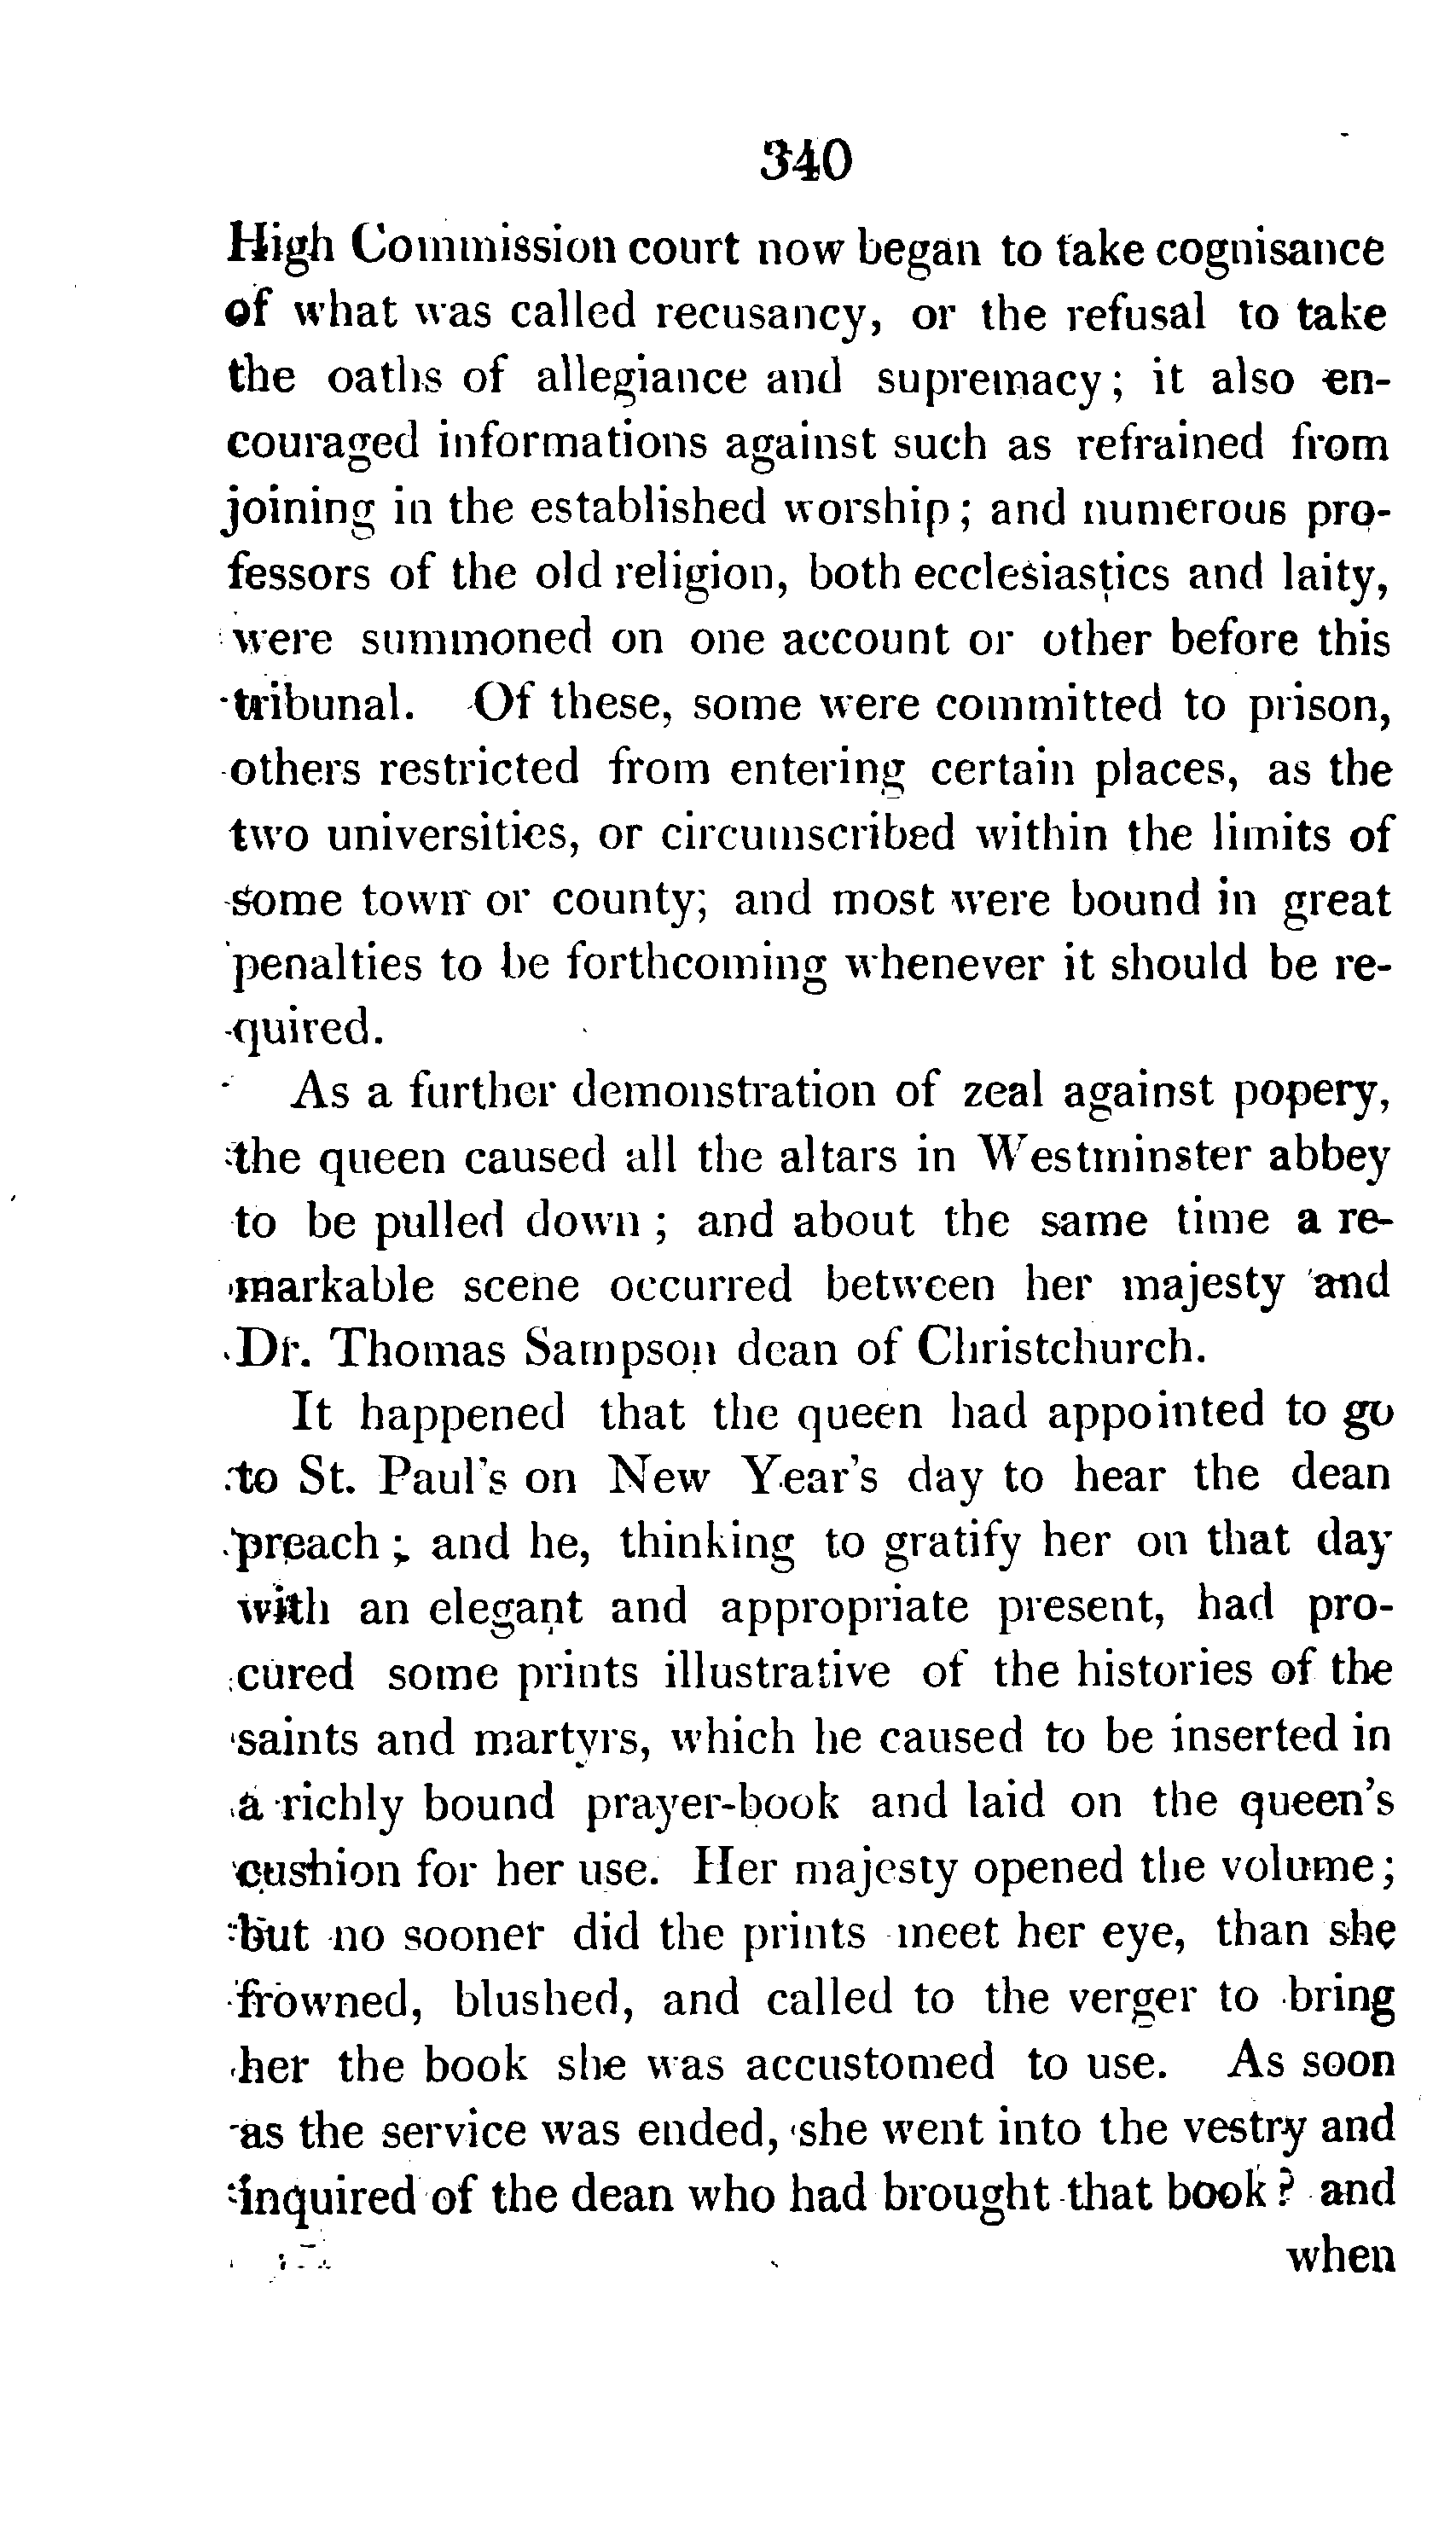 340
High Commission court now began to take cognisance
of what was called recusancy, or the refusal to take
the oaths of allegiance and supremacy; it also en-
couraged informations against such as refrained from
joining in the established worship; and numerous pro-
fessors of the old religion, both ecclesiastics and laity,
were summoned on one account or other before this
tribunal. Of these, some were committed to prison,
others restricted from entering certain places, as the
two universities, or circumscribed within the limits of
some town or county; and most were bound in great
penalties to be forthcoming whenever it should be re-
quired.
As a further demonstration of zeal against popery,
the queen caused all the altars in Westminster abbey
to be pulled down; and about the same time a re-
markable scene occurred between her majesty and
Dr. Thomas Sampson dean of Christchurch.
It happened that the queen had appointed to go
to St. Paul's on New Year's day to hear the dean
preach; and he, thinking to gratify her on that day
with an elegant and appropriate present, had pro-
cured some prints illustrative of the histories of the
saints and martyrs, which he caused to be inserted in
a richly bound prayer-book and laid on the queen's
cushion for her use. Her majesty opened the volume;
but no sooner did the prints meet her eye, than she
frowned, blushed, and called to the verger to bring
her the book she was accustomed to use. As soon
as the service was ended, she went into the vestry and
inquired of the dean who had brought that book? and
when